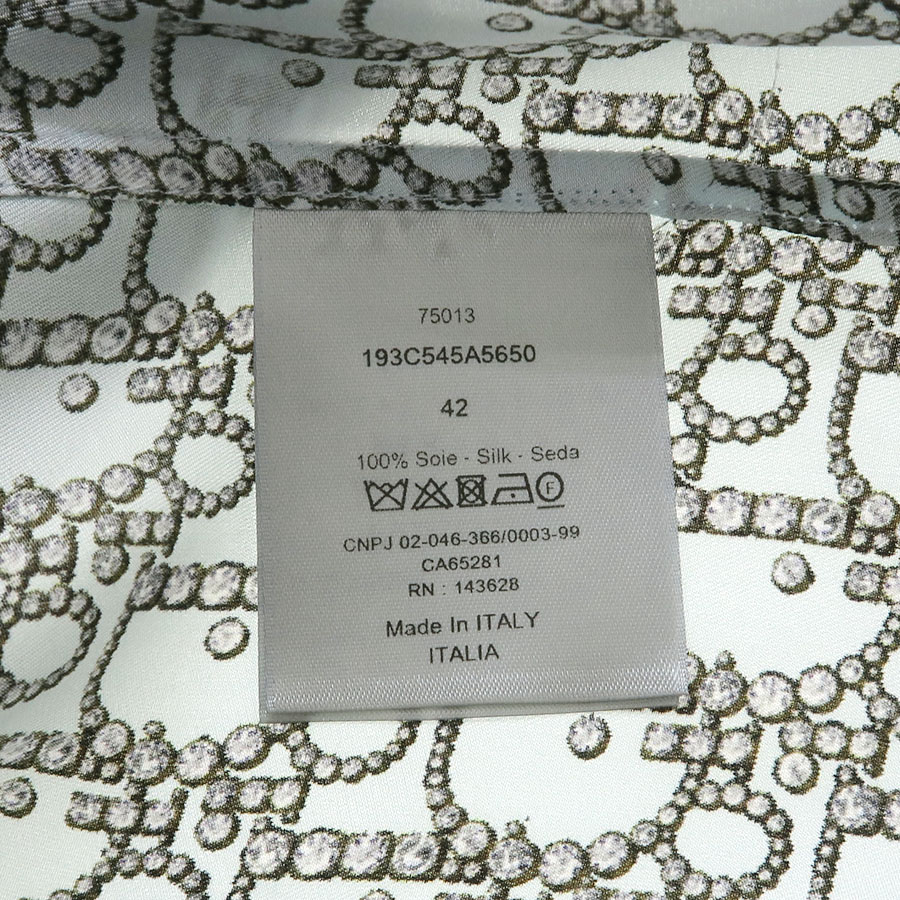 75013
193C545A5650
42
100% Soie - Silk - Seda
F
CNPJ 02-046-366/0003-99
CA65281
RN : 143628
Made In ITALY
ITALIA